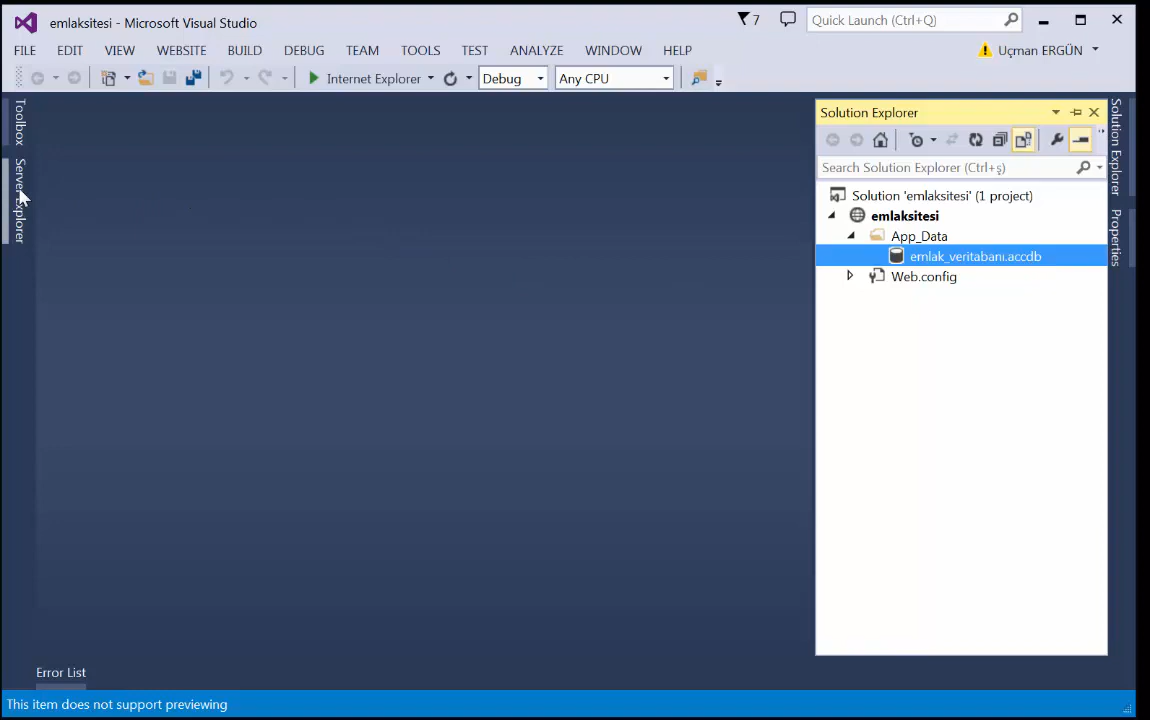 emlaksitesi - Microsoft Visual Studio
7
Quick Launch (Ctrl+Q)
FILE EDIT VIEW WEBSITE BUILD DEBUG TEAM TOOLS TEST ANALYZE WINDOW HELP
Uçman ERGÜN
Internet Explorer
Debug
Any CPU
Toolbox
Server Explorer
Solution Explorer
Search Solution Explorer (Ctrl+ş)
Solution 'emlaksitesi' (1 project)
emlaksitesi
App_Data
emlak_veritabanı.accdb
Web.config
Solution Explorer
Properties
Error List
This item does not support previewing